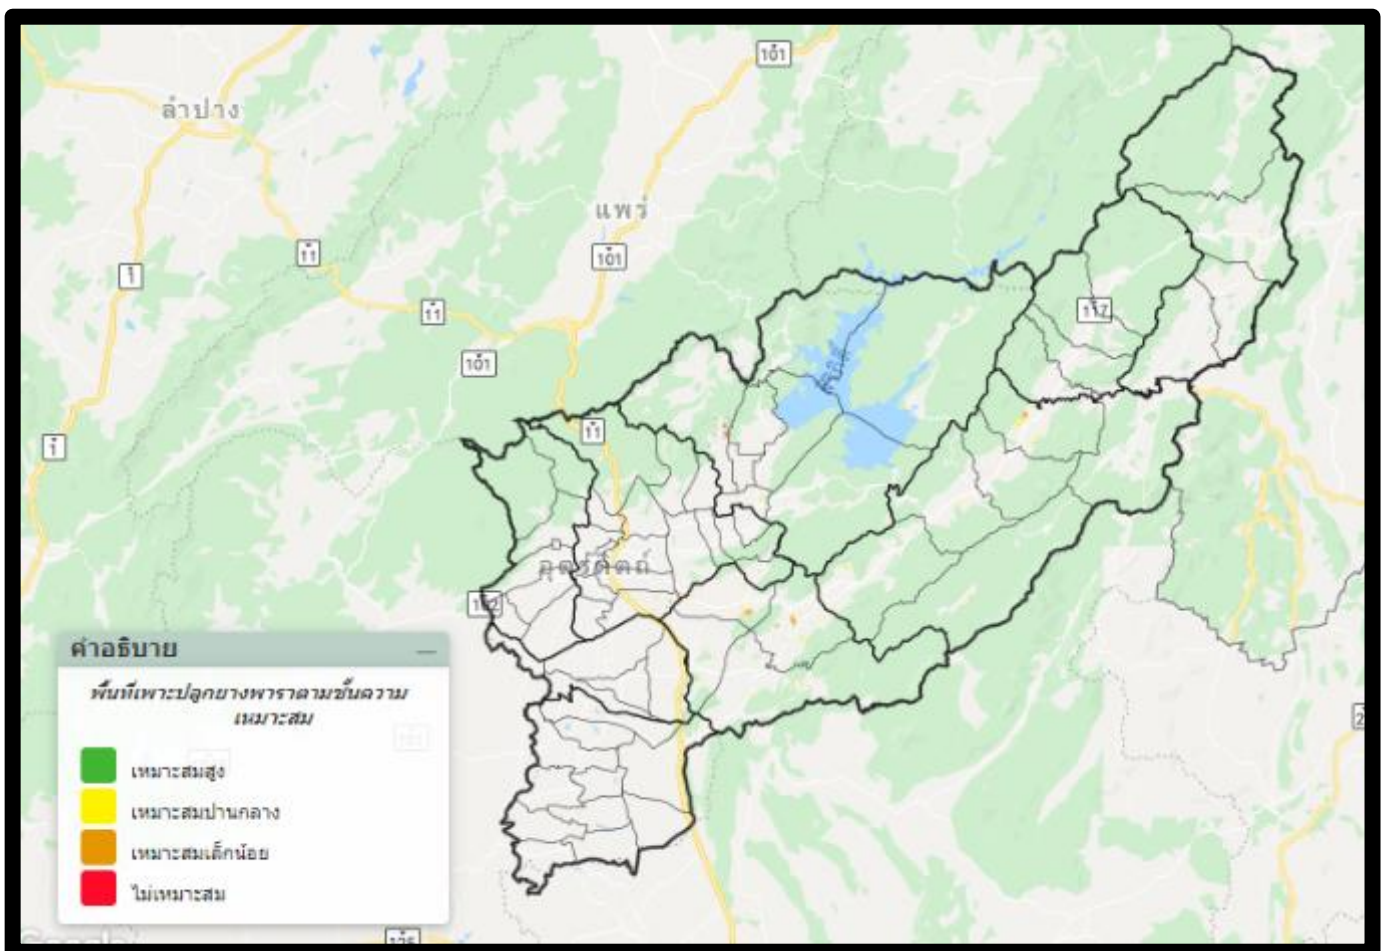 101
ลำปาง
แพร่
11
101
1
11
117
101
11
1
อุตรดิตถ์
102
คำอธิบาย
พื้นที่เพาะปลูกยางพาราตามชั้นความ
เหมาะสม
เหมาะสมสูง
เหมาะสมปานกลาง
เหมาะสมเล็กน้อย
ไม่เหมาะสม